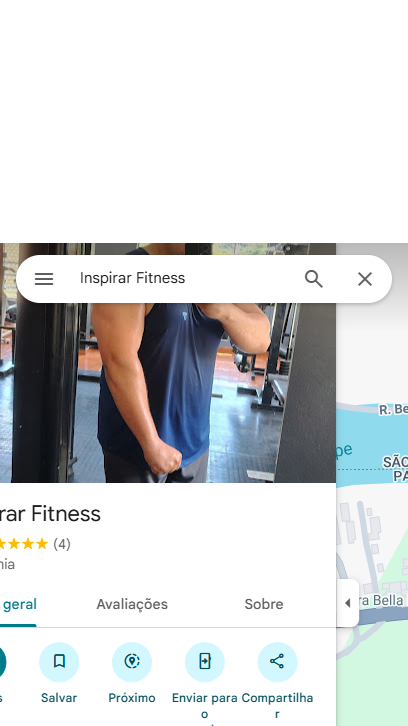 Inspirar Fitness
rar Fitness
(4)
nia
geral
Avaliações
Sobre
s
Salvar
Próximo
Enviar para o
Compartilhar
R. Be
pe
SÃO
PA
ra Bella